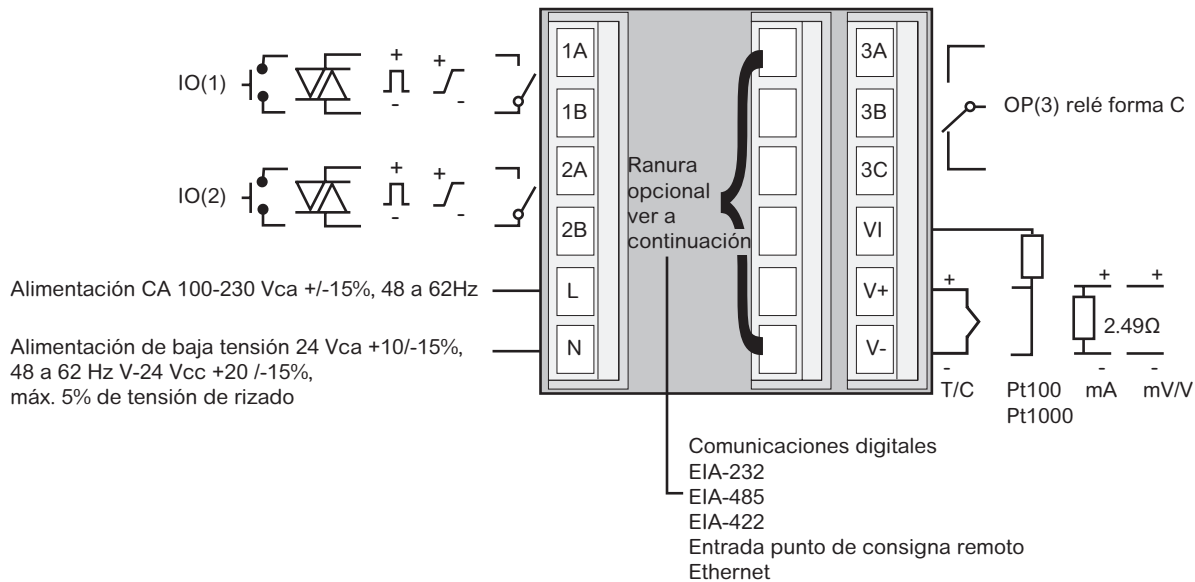 IO(1)
+
-
+
-
1A
1B
IO(2)
+
-
+
-
2A
2B
Alimentación CA 100-230 Vca +/-15%, 48 a 62Hz
L
Alimentación de baja tensión 24 Vca +10/-15%,
48 a 62 Hz V-24 Vcc +20 /-15%,
máx. 5% de tensión de rizado
N
Ranura
opcional
ver a
continuación
3A
3B
3C
VI
V+
V-
OP(3) relé forma C
+
-
T/C
Pt100
Pt1000
+
2.49Ω
-
mA
+
-
mV/V
Comunicaciones digitales
EIA-232
EIA-485
EIA-422
Entrada punto de consigna remoto
Ethernet